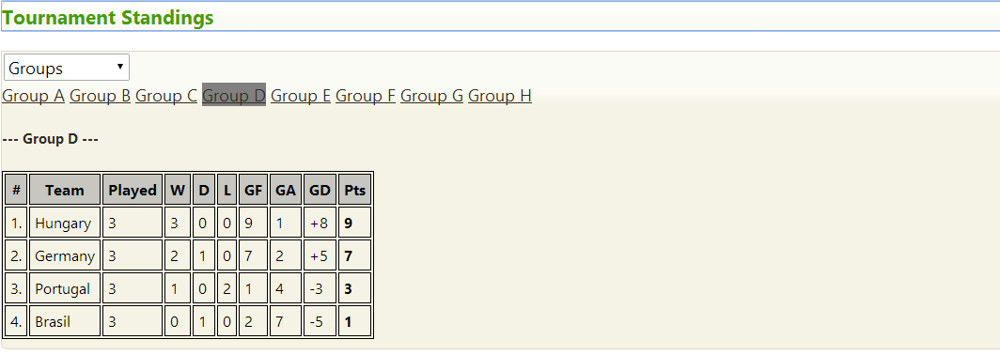 Tournament Standings
Groups
Group A Group B Group C Group D Group E Group F Group G Group H
--- Group D ---
# Team Played W D L GF GA GD Pts
1. Hungary 3 3 0 0 9 1 +8 9
2. Germany 3 2 1 0 7 2 +5 7
3. Portugal 3 1 0 2 1 4 -3 3
4. Brasil 3 0 1 0 2 7 -5 1